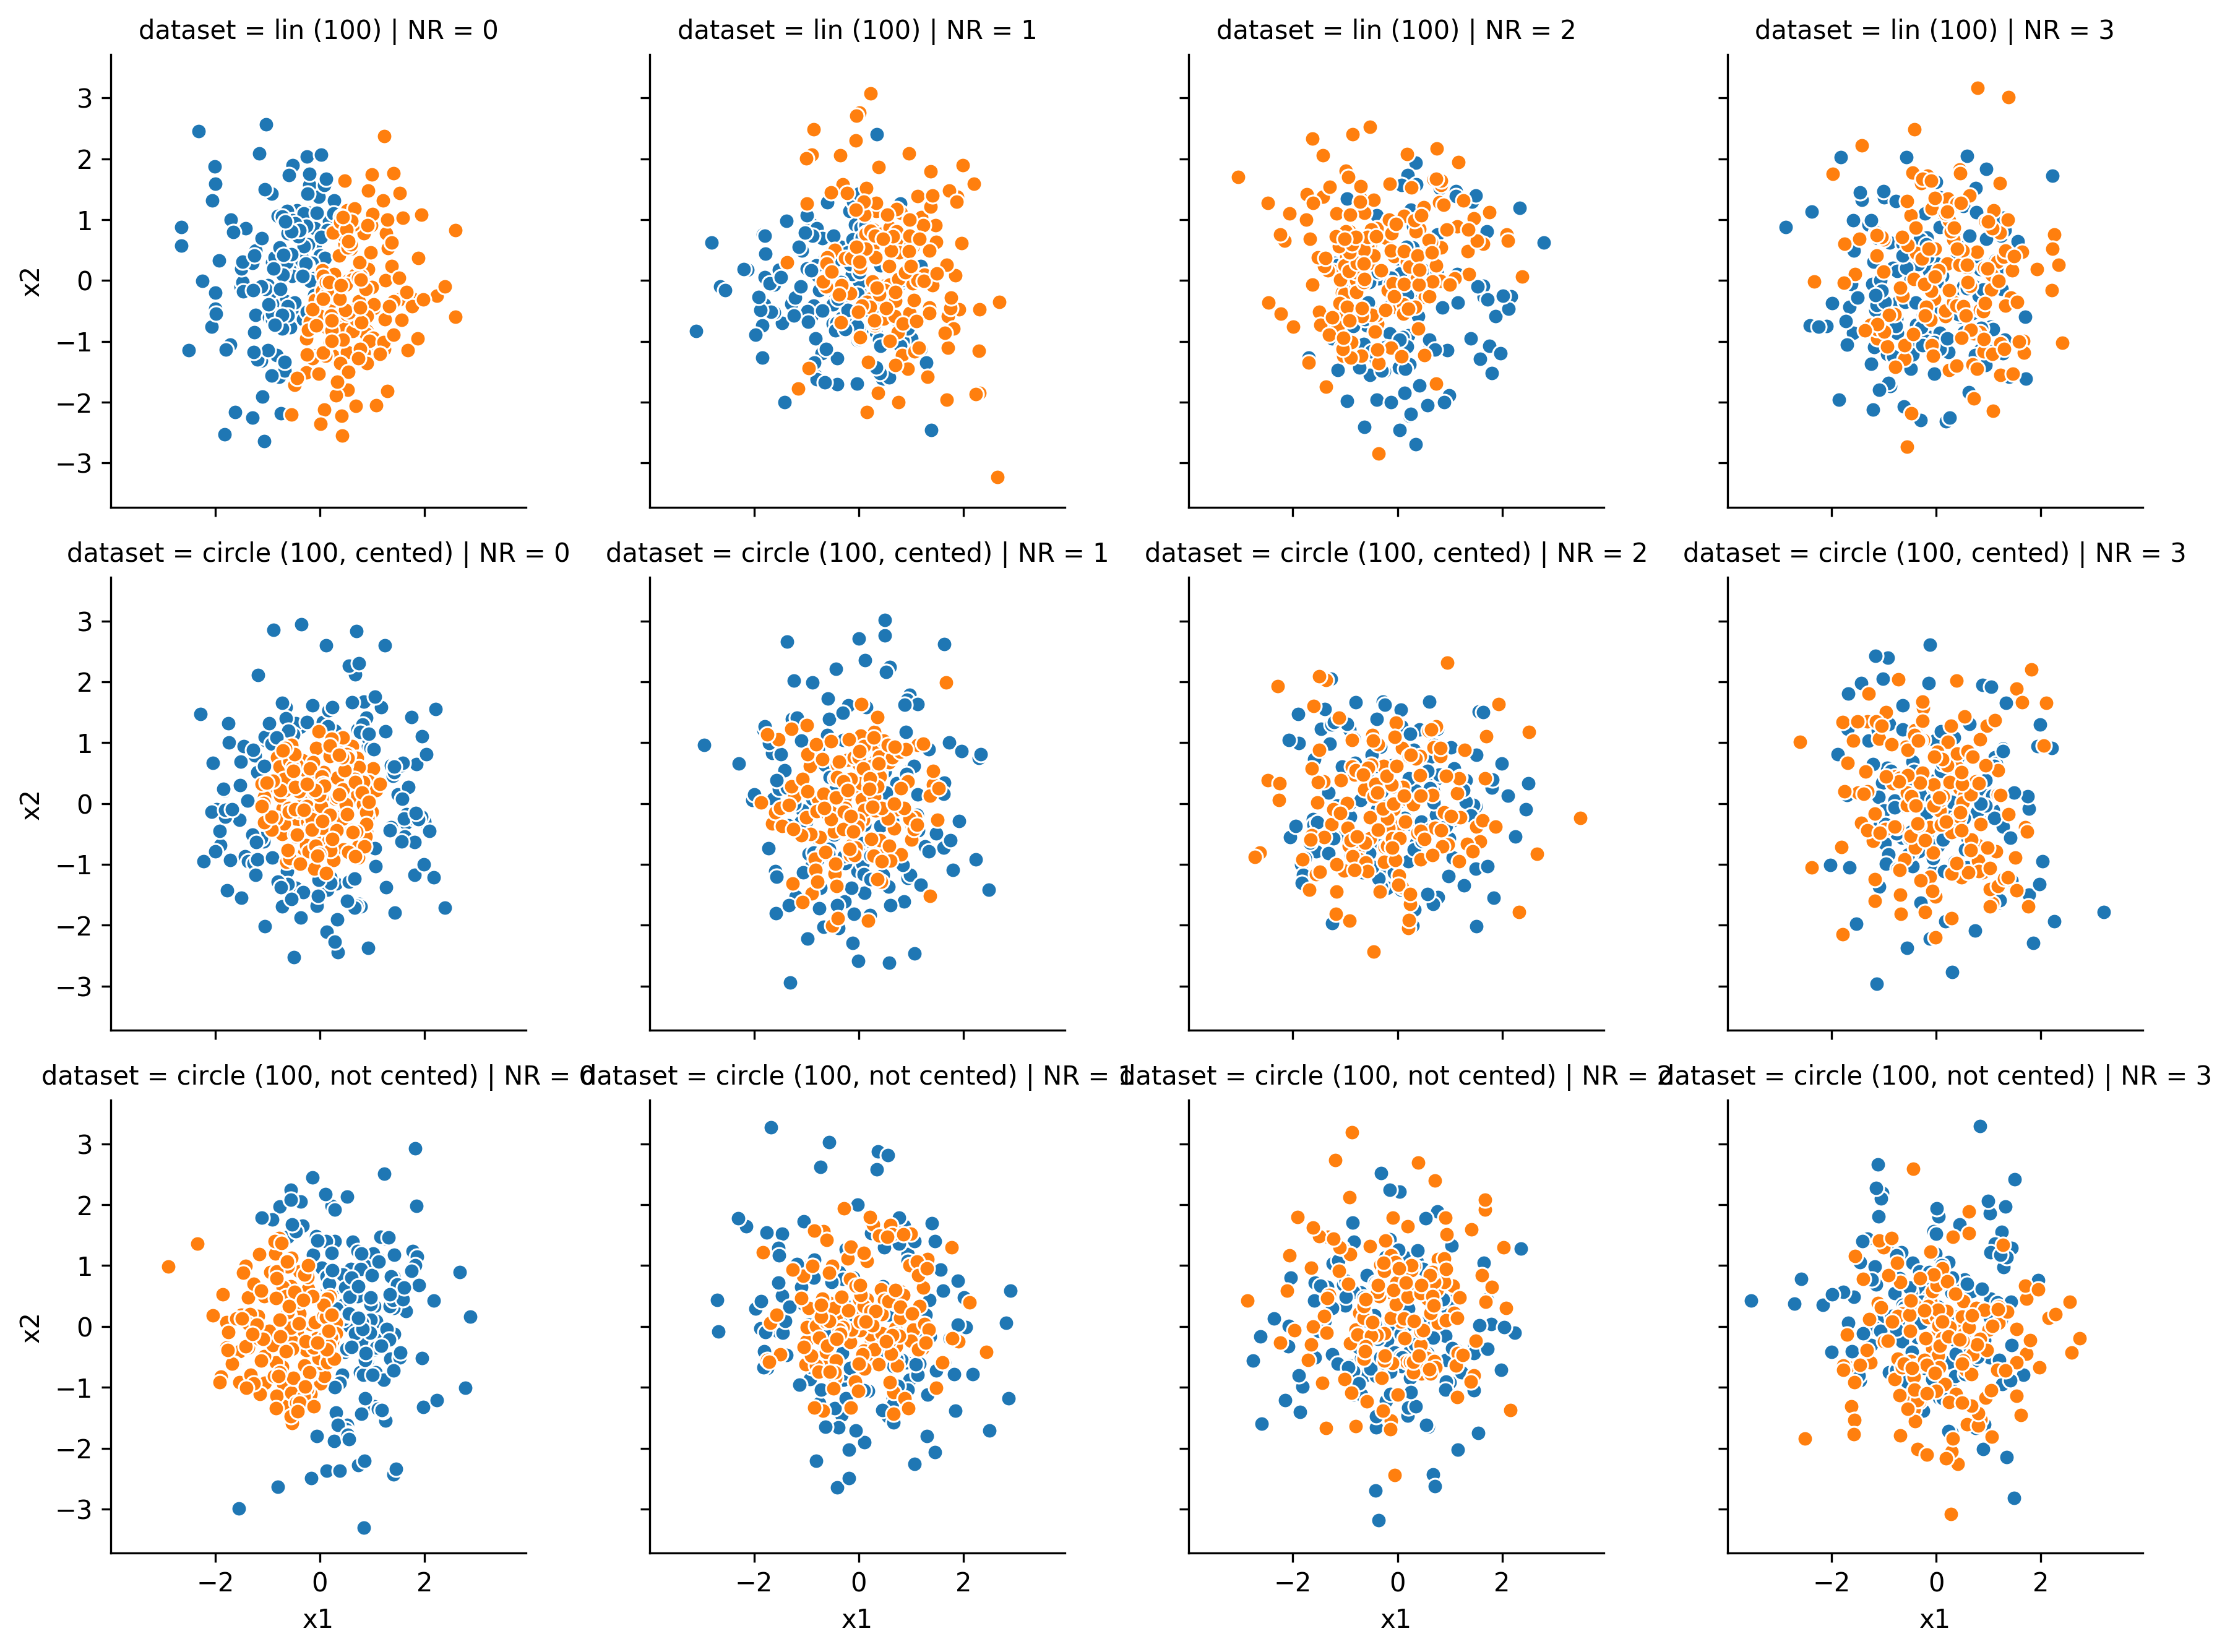 dataset = lin (100) | NR = 0
dataset = lin (100) | NR = 1
dataset = lin (100) | NR = 2
dataset = lin (100) | NR = 3
3
2
1
0
−1
−2
−3
x2
dataset = circle (100, cented) | NR = 0
dataset = circle (100, cented) | NR = 1
dataset = circle (100, cented) | NR = 2
dataset = circle (100, cented) | NR = 3
3
2
1
0
−1
−2
−3
x2
dataset = circle (100, not cented) | NR = 0
dataset = circle (100, not cented) | NR = 1
dataset = circle (100, not cented) | NR = 2
dataset = circle (100, not cented) | NR = 3
3
2
1
0
−1
−2
−3
x2
−2 0 2
−2 0 2
−2 0 2
−2 0 2
x1
x1
x1
x1